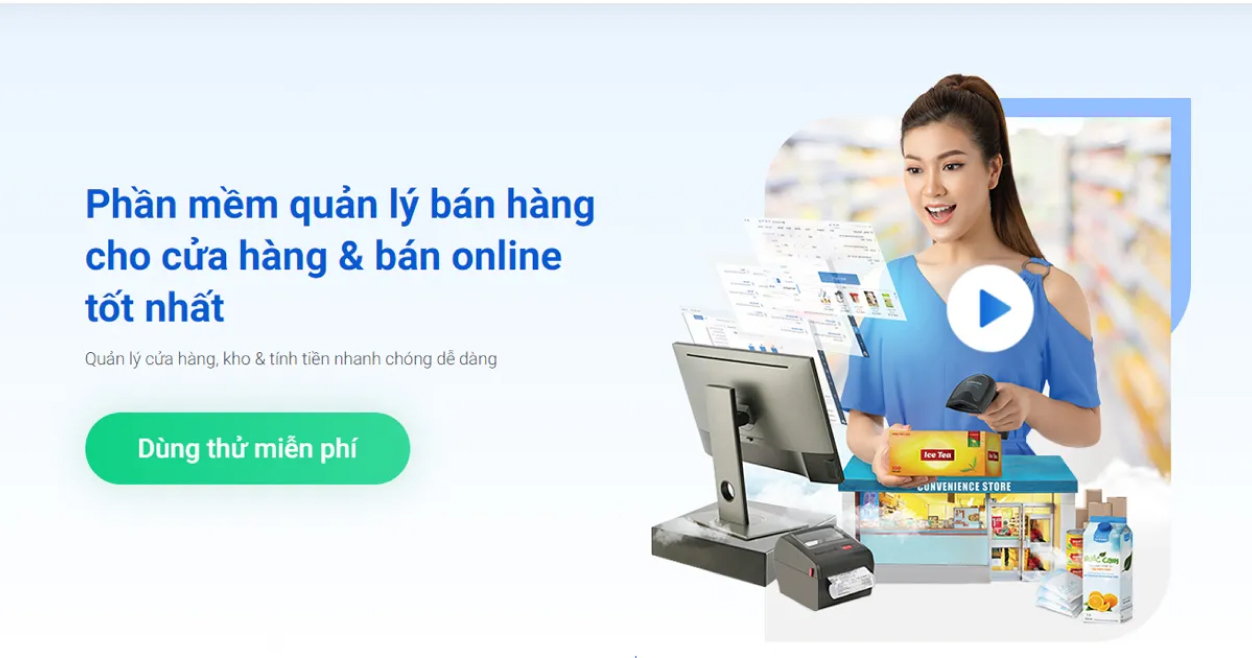 Phần mềm quản lý bán hàng
cho cửa hàng & bán online
tốt nhất
Quản lý cửa hàng, kho & tính tiền nhanh chóng dễ dàng
Dùng thử miễn phí
Ice Tea
CONVENIENCE STORE